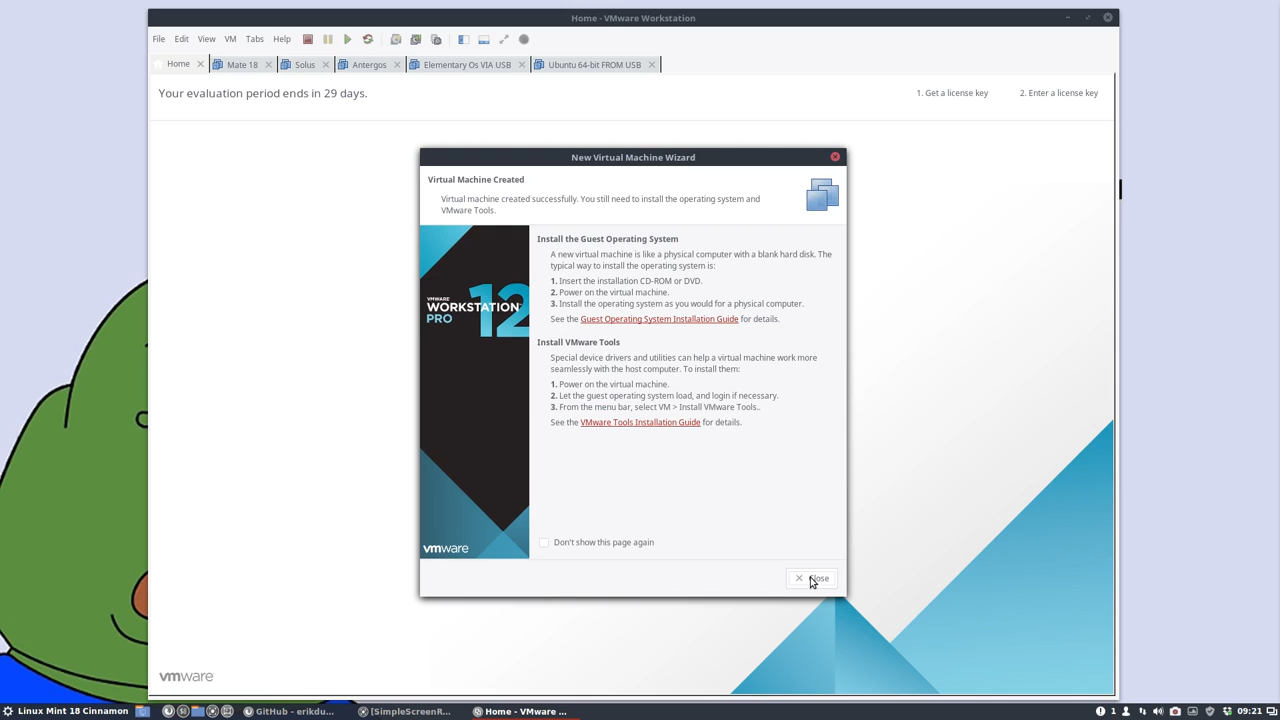 Home - VMware Workstation
File Edit View VM Tabs Help
Home Mate 18 Solus Antergos Elementary Os VIA USB Ubuntu 64-bit FROM USB
Your evaluation period ends in 29 days. 1. Get a license key 2. Enter a license key
New Virtual Machine Wizard
Virtual Machine Created
Virtual machine created successfully. You still need to install the operating system and
VMware Tools.
VMWARE
WORKSTATION 12
PRO
vmware
Install the Guest Operating System
A new virtual machine is like a physical computer with a blank hard disk. The
typical way to install the operating system is:
1. Insert the installation CD-ROM or DVD.
2. Power on the virtual machine.
3. Install the operating system as you would for a physical computer.
See the Guest Operating System Installation Guide for details.
Install VMware Tools
Special device drivers and utilities can help a virtual machine work more
seamlessly with the host computer. To install them:
1. Power on the virtual machine.
2. Let the guest operating system load, and login if necessary.
3. From the menu bar, select VM > Install VMware Tools..
See the VMware Tools Installation Guide for details.
Don't show this page again
Close
vmware
Linux Mint 18 Cinnamon GitHub - erikdu... [SimpleScreenR... Home - VMware ... 1 09:21